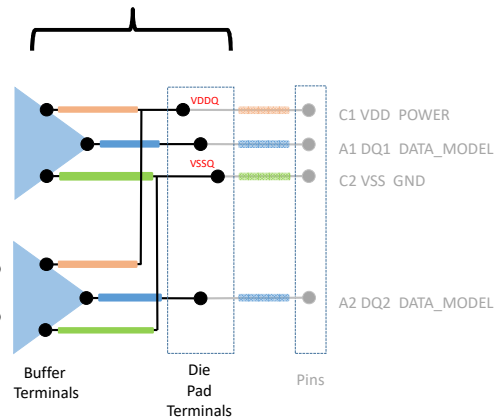 VDDQ
C1 VDD POWER
A1 DQ1 DATA_MODEL
VSSQ
C2 VSS GND
A2 DQ2 DATA_MODEL
Buffer
Terminals
Die
Pad
Terminals
Pins